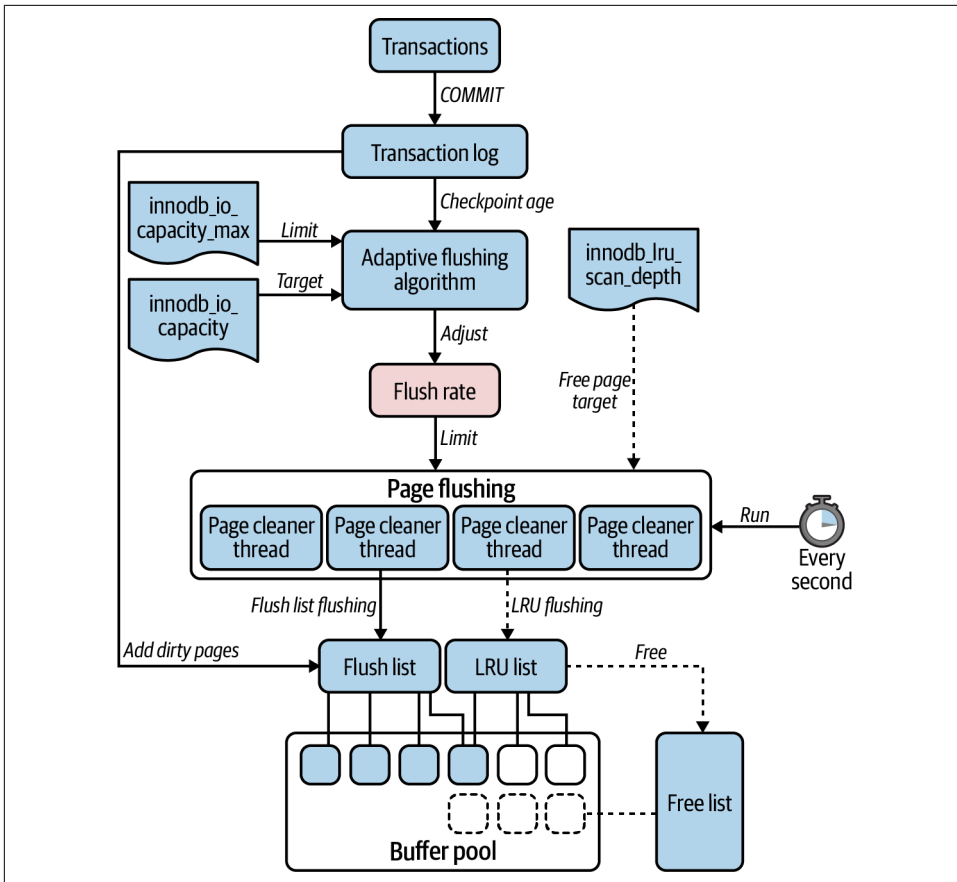 Transactions
COMMIT
Transaction log
Checkpoint age
innodb_io_
capacity_max
Limit
Adaptive flushing
algorithm
innodb_lru_
scan_depth
Target
innodb_io_
capacity
Adjust
Flush rate
Free page
target
Limit
Page flushing
Page cleaner
thread
Page cleaner
thread
Page cleaner
thread
Page cleaner
thread
Run
Every
second
Flush list flushing
LRU flushing
Add dirty pages
Flush list
LRU list
Free
Free list
Buffer pool